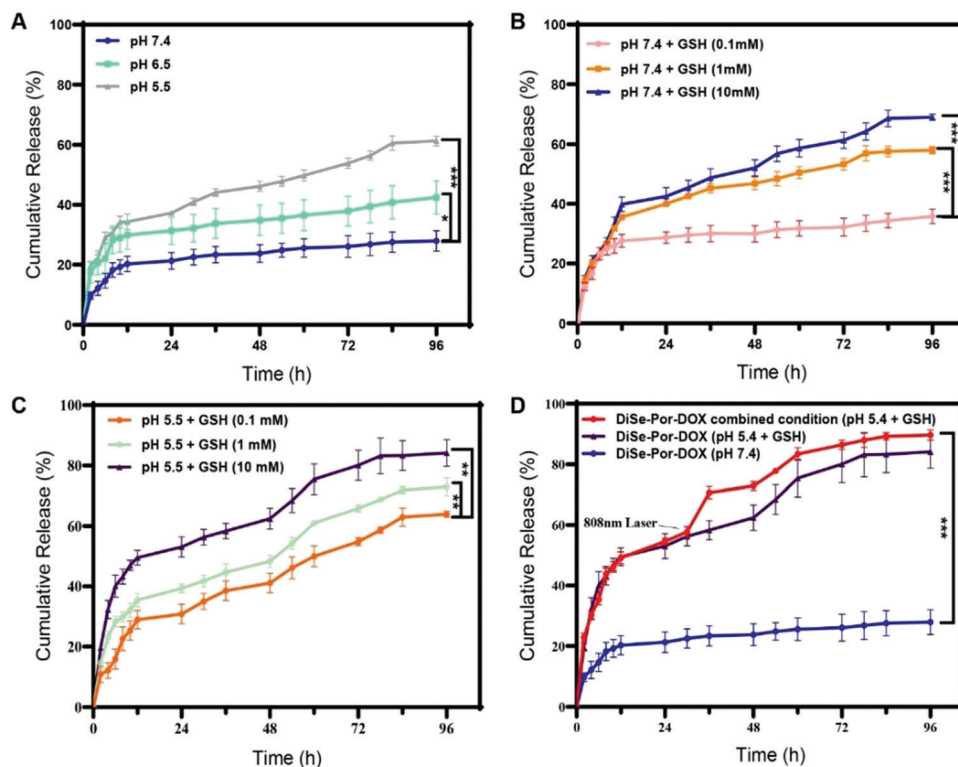 A
Cumulative Release (%)
100
80
60
40
20
0
pH 7.4
pH 6.5
pH 5.5
***
*
0 24 48 72 96
Time (h)
B
Cumulative Release (%)
100
80
60
40
20
0
pH 7.4 + GSH (0.1mM)
pH 7.4 + GSH (1mM)
pH 7.4 + GSH (10mM)
***
***
0 24 48 72 96
Time (h)
C
Cumulative Release (%)
100
80
60
40
20
0
pH 5.5 + GSH (0.1 mM)
pH 5.5 + GSH (1 mM)
pH 5.5 + GSH (10 mM)
**
**
0 24 48 72 96
Time (h)
D
Cumulative Release (%)
100
80
60
40
20
0
DiSe-Por-DOX combined condition (pH 5.4 + GSH)
DiSe-Por-DOX (pH 5.4 + GSH)
DiSe-Por-DOX (pH 7.4)
808nm Laser
***
0 24 48 72 96
Time (h)